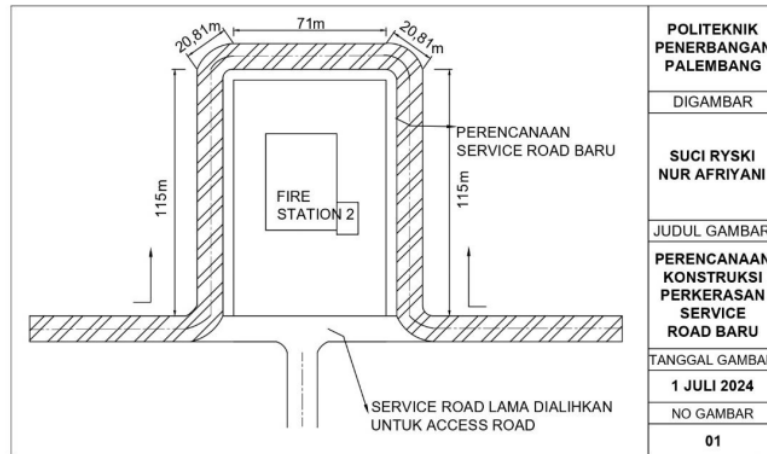 20,81m
71m
20,81m
115m
115m
PERENCANAAN
SERVICE ROAD BARU
FIRE
STATION 2
SERVICE ROAD LAMA DIALIHKAN
UNTUK ACCESS ROAD
POLITEKNIK
PENERBANGAN
PALEMBANG
DIGAMBAR
SUCI RYSKI
NUR AFRIYANI
JUDUL GAMBAR
PERENCANAAN
KONSTRUKSI
PERKERASAN
SERVICE
ROAD BARU
TANGGAL GAMBAR
1 JULI 2024
NO GAMBAR
01